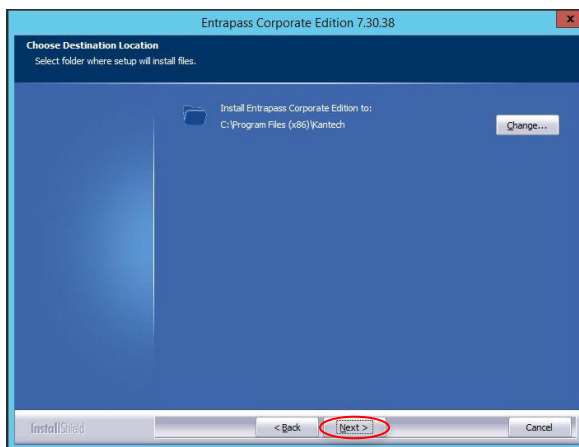 Entrapass Corporate Edition 7.30.38
x
Choose Destination Location
Select folder where setup will install files.
Install Entrapass Corporate Edition to:
C:\Program Files (x86)\Kantech
Change...
InstallShield
< Back
Next >
Cancel